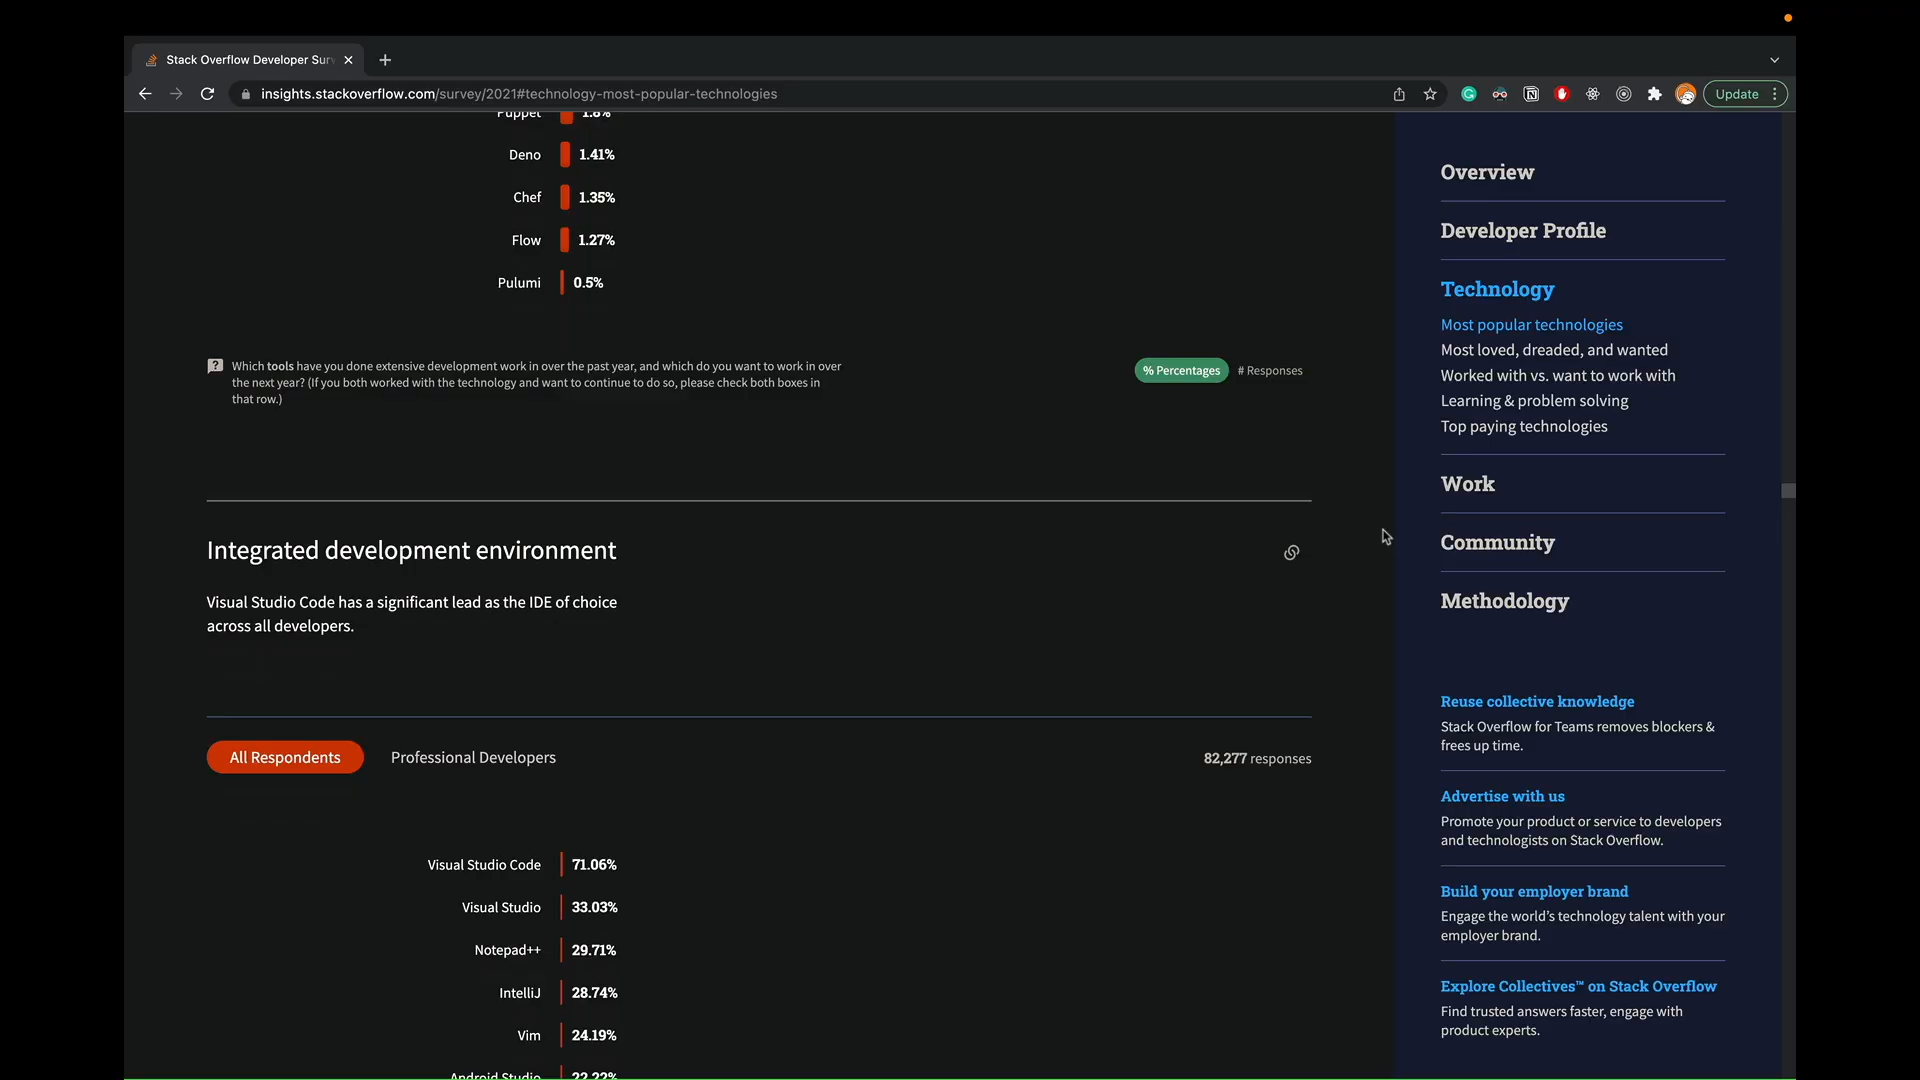 Stack Overflow Developer Surv
insights.stackoverflow.com/survey/2021#technology-most-popular-technologies
Update
Puppet 1.8%
Deno 1.41%
Chef 1.35%
Flow 1.27%
Pulumi 0.5%
Which tools have you done extensive development work in over the past year, and which do you want to work in over
the next year? (If you both worked with the technology and want to continue to do so, please check both boxes in
that row.)
% Percentages # Responses
Integrated development environment
Visual Studio Code has a significant lead as the IDE of choice
across all developers.
All Respondents Professional Developers 82,277 responses
Visual Studio Code 71.06%
Visual Studio 33.03%
Notepad++ 29.71%
IntelliJ 28.74%
Vim 24.19%
Android Studio 22.22%
Overview
Developer Profile
Technology
Most popular technologies
Most loved, dreaded, and wanted
Worked with vs. want to work with
Learning & problem solving
Top paying technologies
Work
Community
Methodology
Reuse collective knowledge
Stack Overflow for Teams removes blockers &
frees up time.
Advertise with us
Promote your product or service to developers
and technologists on Stack Overflow.
Build your employer brand
Engage the world's technology talent with your
employer brand.
Explore Collectives™ on Stack Overflow
Find trusted answers faster, engage with
product experts.